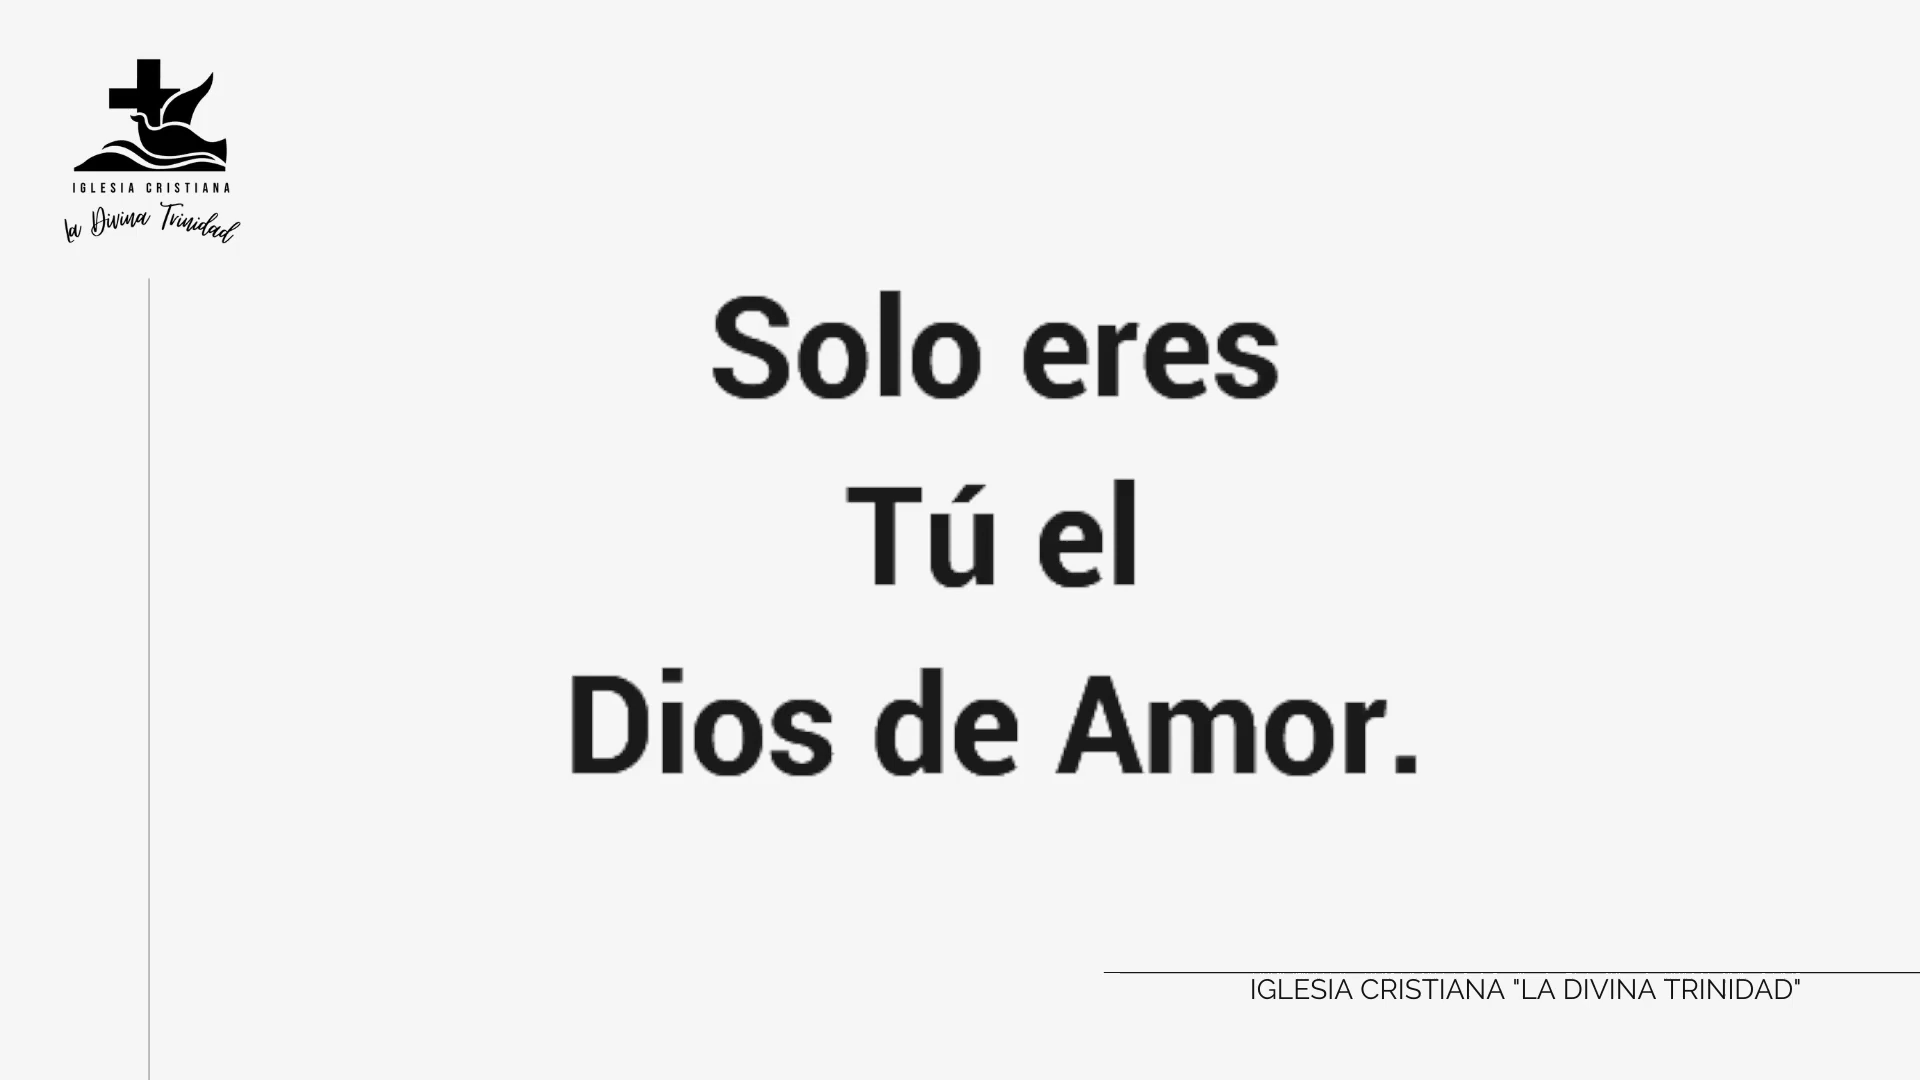 IGLESIA CRISTIANA
La Divina Trinidad
Solo eres
Tú el
Dios de Amor.
IGLESIA CRISTIANA "LA DIVINA TRINIDAD"